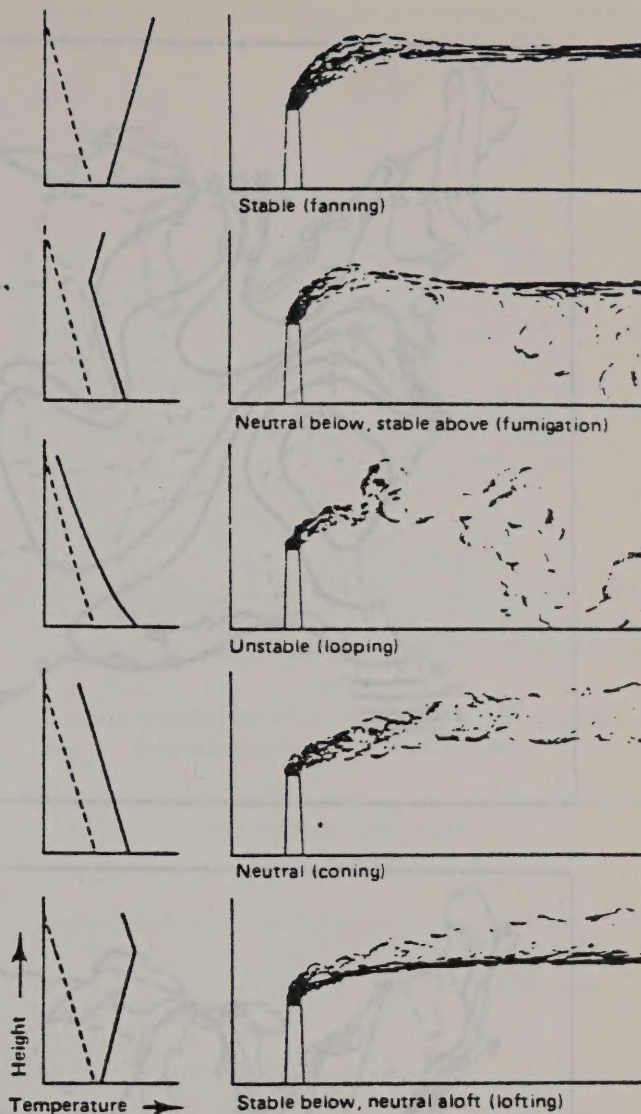 Stable (fanning)
Neutral below, stable above (fumigation)
Unstable (looping)
Neutral (coning)
Height
Temperature
Stable below, neutral aloft (lofting)